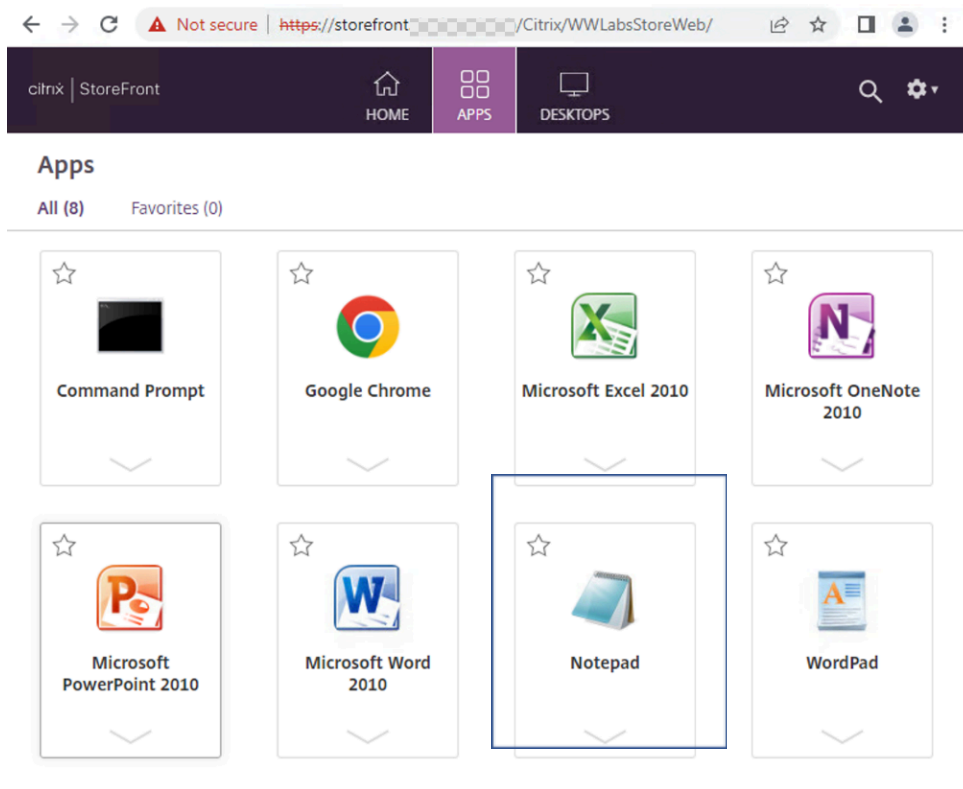 Not secure | https://storefront /Citrix/WWLabsStoreWeb/
citrix | StoreFront
HOME
APPS
DESKTOPS
Apps
All (8) Favorites (0)
Command Prompt
Google Chrome
Microsoft Excel 2010
Microsoft OneNote
2010
Microsoft
PowerPoint 2010
Microsoft Word
2010
Notepad
WordPad